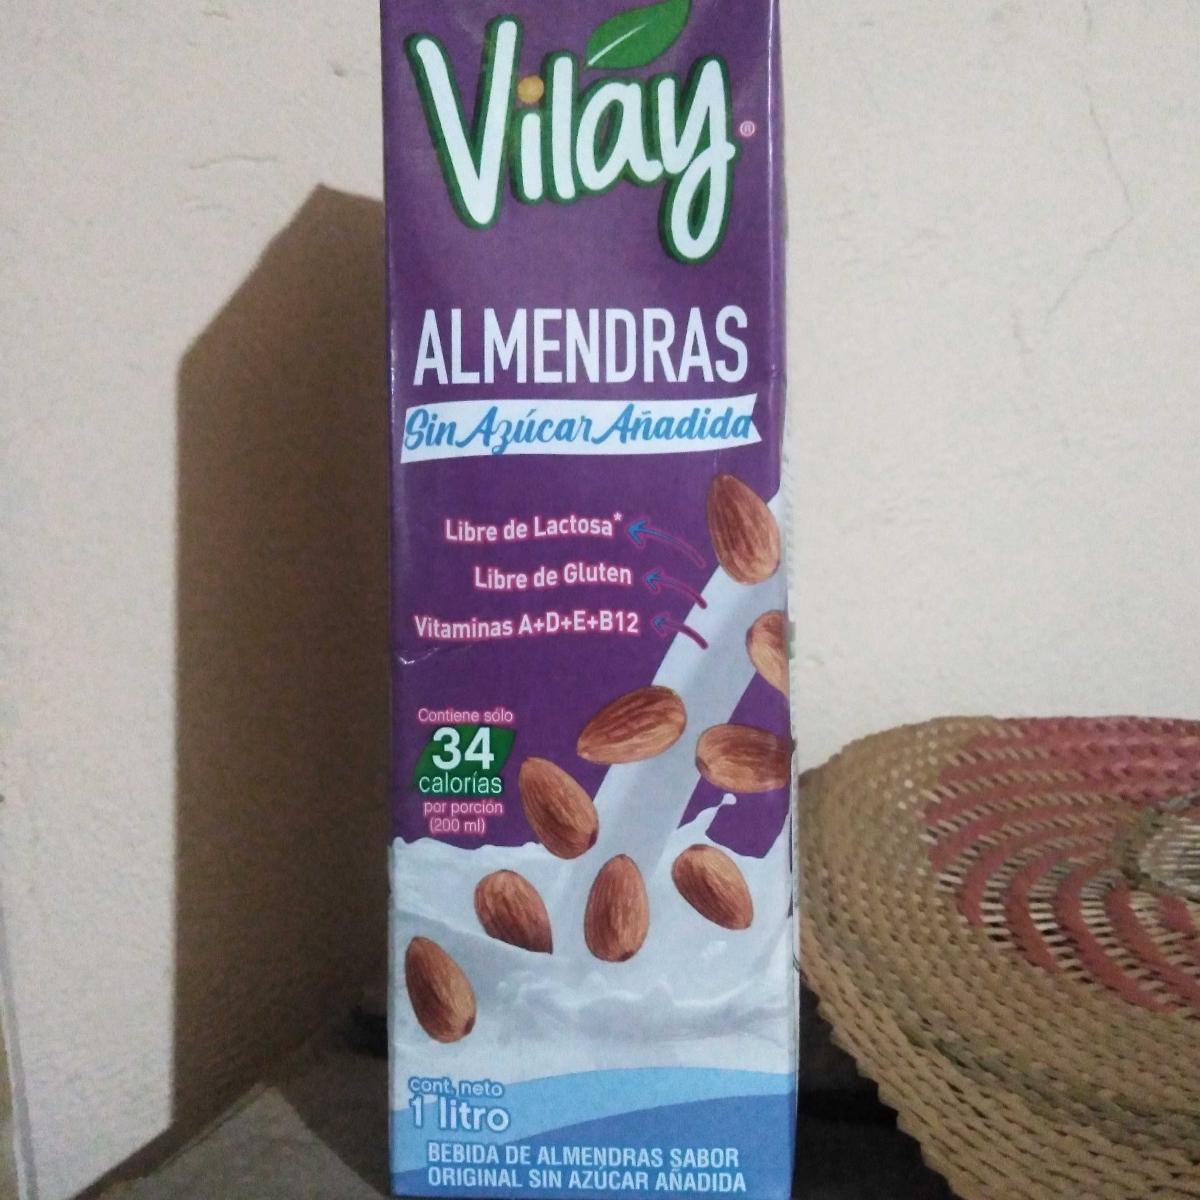 Vilay®
ALMENDRAS
Sin Azúcar Añadida
Libre de Lactosa*
Libre de Gluten
Vitaminas A+D+E+B12
Contiene sólo
34
calorías
por porción
(200 ml)
cont. neto
1 litro
BEBIDA DE ALMENDRAS SABOR
ORIGINAL SIN AZÚCAR AÑADIDA